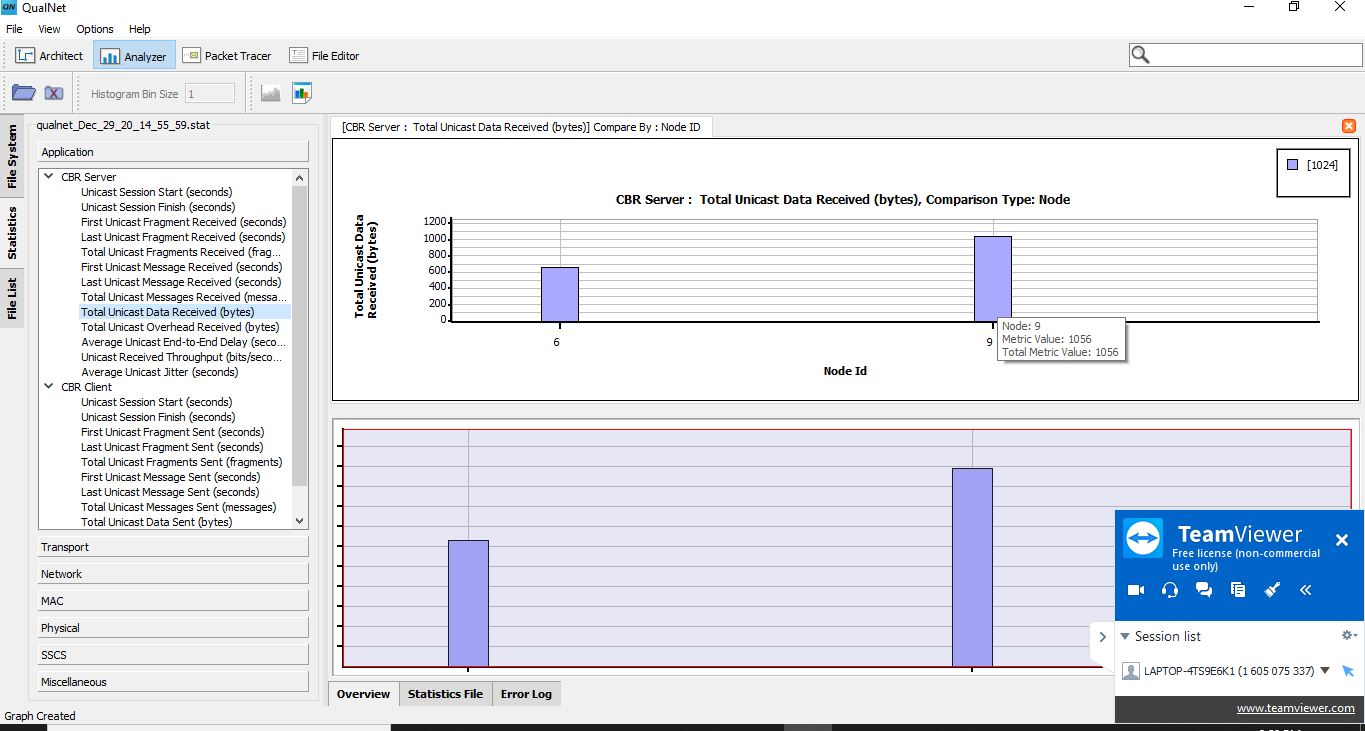 QualNet
File View Options Help
Architect Analyzer Packet Tracer File Editor
Histogram Bin Size 1
File System
Statistics
File List
qualnet_Dec_29_20_14_55_59.stat
Application
CBR Server
Unicast Session Start (seconds)
Unicast Session Finish (seconds)
First Unicast Fragment Received (seconds)
Last Unicast Fragment Received (seconds)
Total Unicast Fragments Received (frag...
First Unicast Message Received (seconds)
Last Unicast Message Received (seconds)
Total Unicast Messages Received (messa...
Total Unicast Data Received (bytes)
Total Unicast Overhead Received (bytes)
Average Unicast End-to-End Delay (seco...
Unicast Received Throughput (bits/seco...
Average Unicast Jitter (seconds)
CBR Client
Unicast Session Start (seconds)
Unicast Session Finish (seconds)
First Unicast Fragment Sent (seconds)
Last Unicast Fragment Sent (seconds)
Total Unicast Fragments Sent (fragments)
First Unicast Message Sent (seconds)
Last Unicast Message Sent (seconds)
Total Unicast Messages Sent (messages)
Total Unicast Data Sent (bytes)
Transport
Network
MAC
Physical
SSCS
Miscellaneous
Graph Created
[CBR Server : Total Unicast Data Received (bytes)] Compare By : Node ID
[1024]
CBR Server : Total Unicast Data Received (bytes), Comparison Type: Node
Total Unicast Data
Received (bytes)
1200
1000
800
600
400
200
0
6
9
Node: 9
Metric Value: 1056
Total Metric Value: 1056
Node Id
Overview Statistics File Error Log
TeamViewer
Free license (non-commercial
use only)
Session list
LAPTOP-4TS9E6K1 (1 605 075 337)
www.teamviewer.com